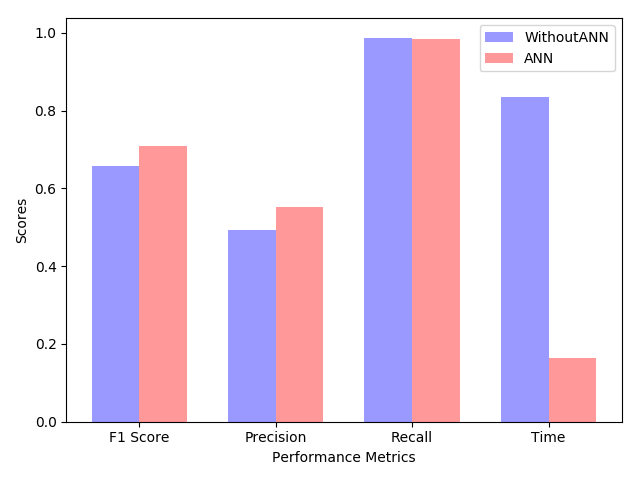 WithoutANN
ANN
1.0
0.8
0.6
0.4
0.2
0.0
Scores
F1 Score Precision Recall Time
Performance Metrics